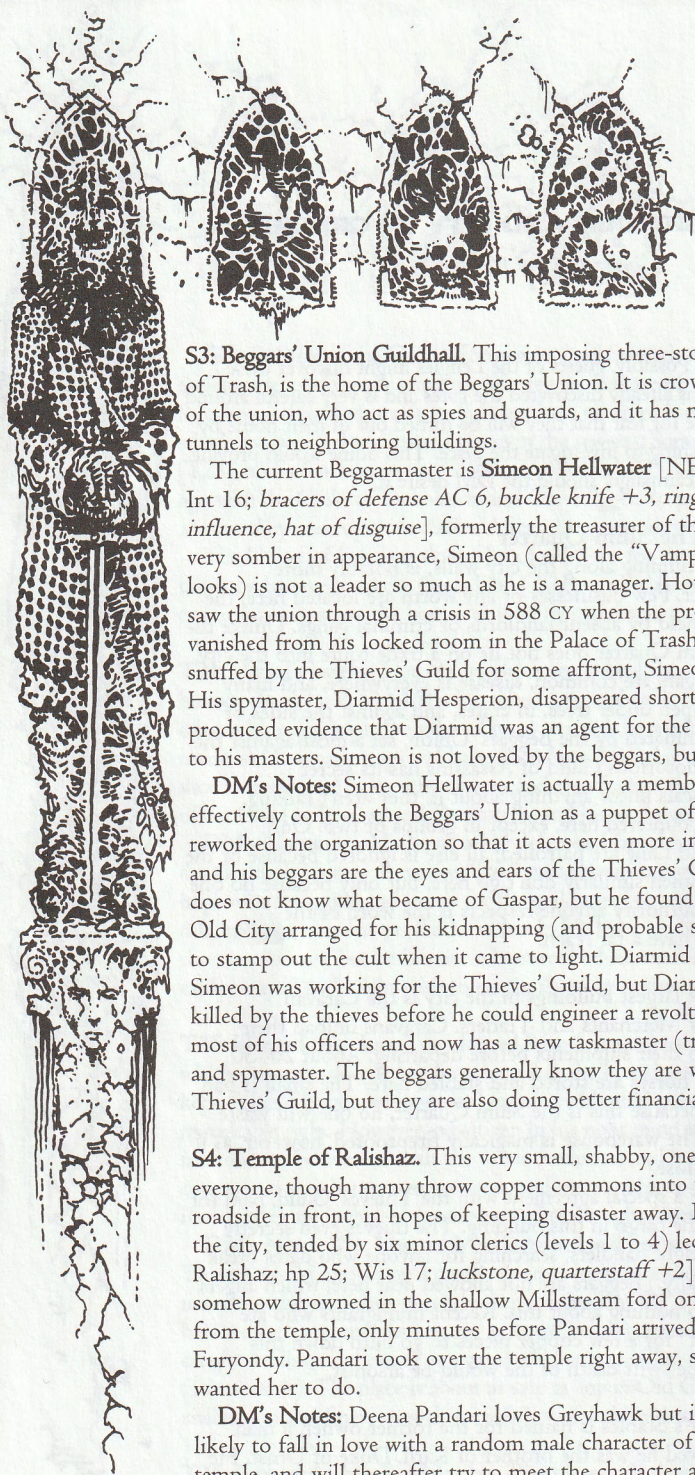 S3: Beggars' Union Guildhall. This imposing three-sto
of Trash, is the home of the Beggars' Union. It is crow
of the union, who act as spies and guards, and it has n
tunnels to neighboring buildings.
The current Beggarmaster is Simeon Hellwater [NE
Int 16; bracers of defense AC 6, buckle knife +3, ring
influence, hat of disguise], formerly the treasurer of th
very somber in appearance, Simeon (called the “Vamp
looks) is not a leader so much as he is a manager. Ho
saw the union through a crisis in 588 CY when the pr
vanished from his locked room in the Palace of Trash
snuffed by the Thieves' Guild for some affront, Simeo
His spymaster, Diarmid Hesperion, disappeared short
produced evidence that Diarmid was an agent for the
to his masters. Simeon is not loved by the beggars, bu
DM's Notes: Simeon Hellwater is actually a memb
effectively controls the Beggars' Union as a puppet of
reworked the organization so that it acts even more in
and his beggars are the eyes and ears of the Thieves' G
does not know what became of Gaspar, but he found
Old City arranged for his kidnapping (and probable s
to stamp out the cult when it came to light. Diarmid
Simeon was working for the Thieves' Guild, but Diar
killed by the thieves before he could engineer a revolt
most of his officers and now has a new taskmaster (tr
and spymaster. The beggars generally know they are w
Thieves' Guild, but they are also doing better financia
S4: Temple of Ralishaz. This very small, shabby, one
everyone, though many throw copper commons into
roadside in front, in hopes of keeping disaster away. I
the city, tended by six minor clerics (levels 1 to 4) led
Ralishaz; hp 25; Wis 17; luckstone, quarterstaff +2]
somehow drowned in the shallow Millstream ford on
from the temple, only minutes before Pandari arrived
Furyondy. Pandari took over the temple right away, s
wanted her to do.
DM's Notes: Deena Pandari loves Greyhawk but i
likely to fall in love with a random male character of
temple, and will thereafter try to meet the character a